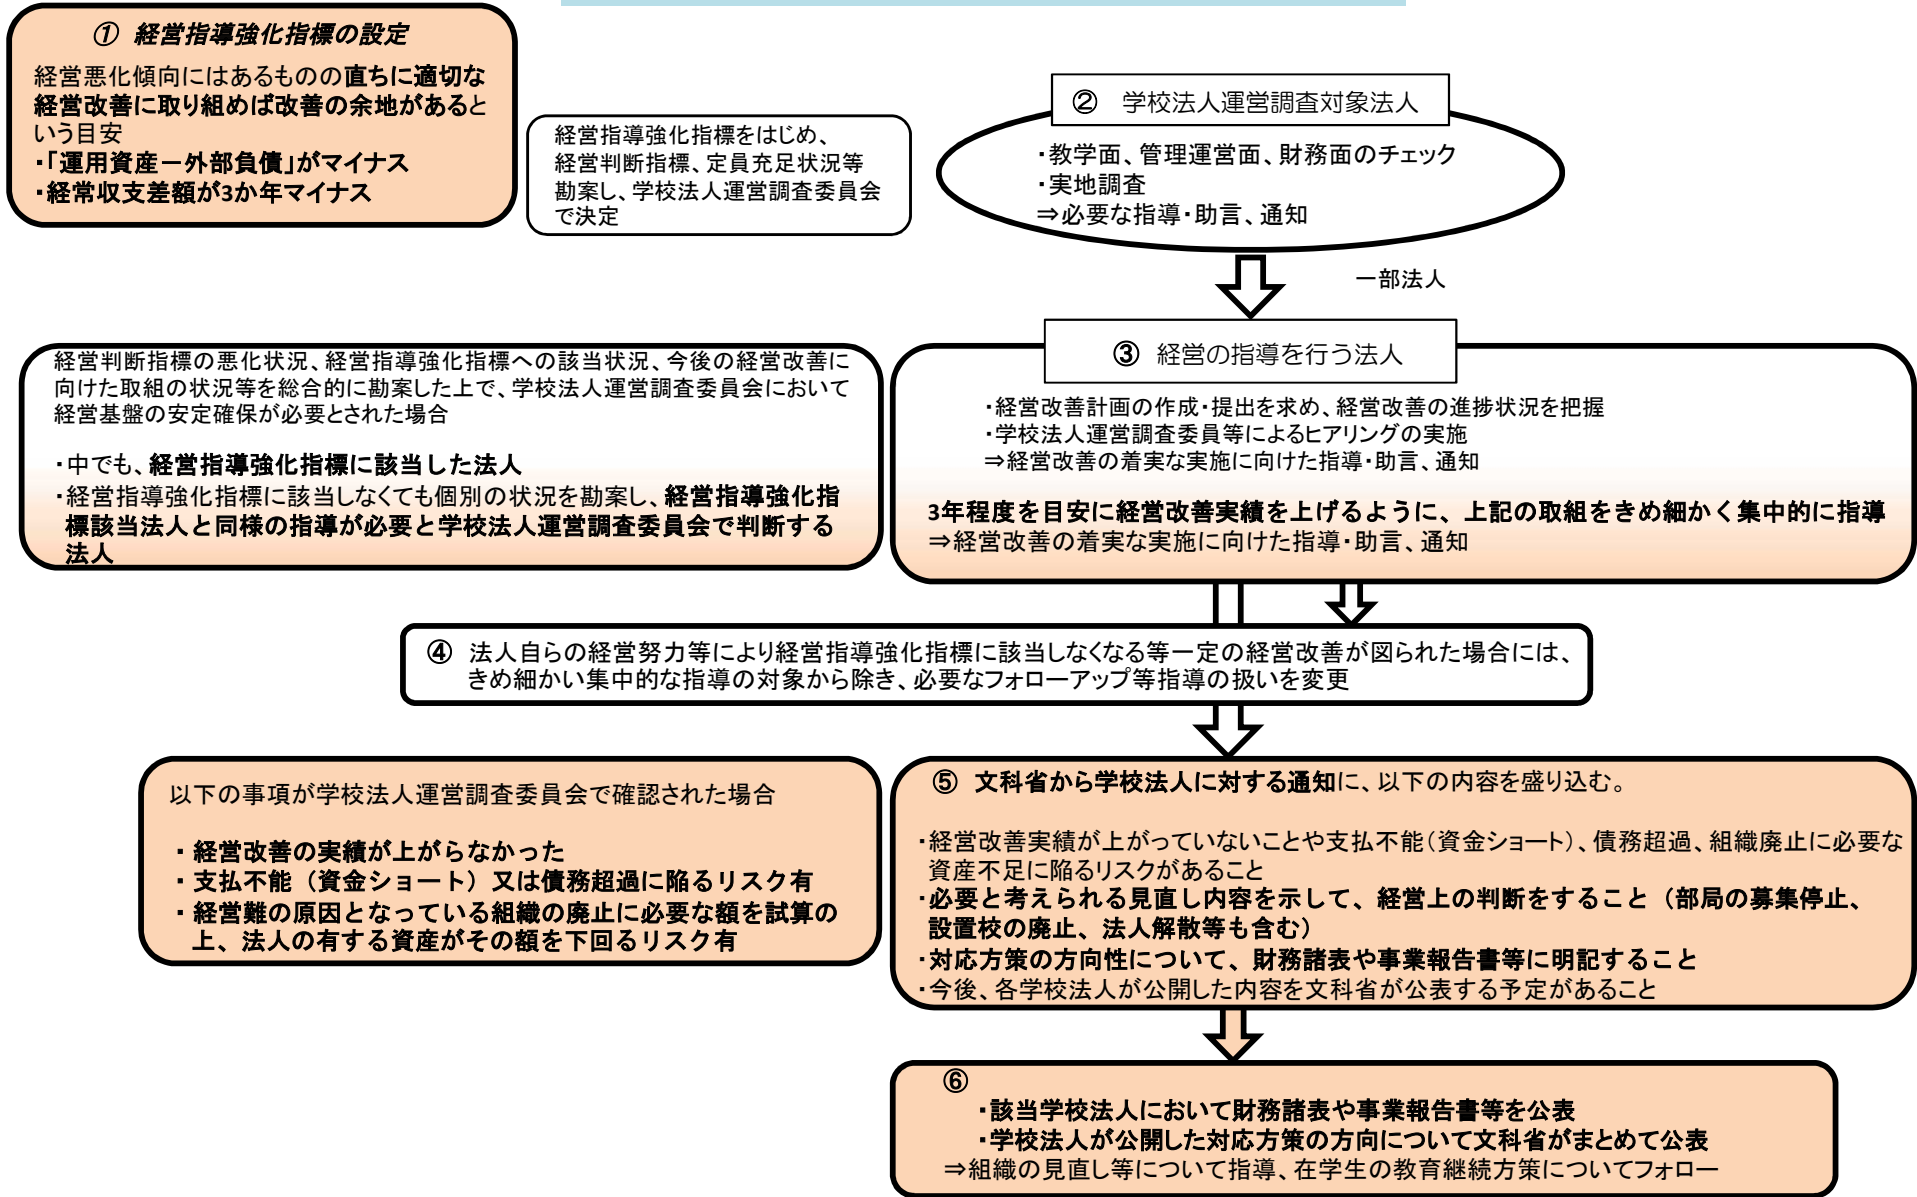 ① 経営指導強化指標の設定
経営悪化傾向にはあるものの直ちに適切な
経営改善に取り組めば改善の余地があると
いう目安
・「運用資産－外部負債」がマイナス
・経常収支差額が3か年マイナス
経営指導強化指標をはじめ、
経営判断指標、定員充足状況等
勘案し、学校法人運営調査委員会
で決定
② 学校法人運営調査対象法人
・教学面、管理運営面、財務面のチェック
・実地調査
⇒必要な指導・助言、通知
一部法人
経営判断指標の悪化状況、経営指導強化指標への該当状況、今後の経営改善に
向けた取組の状況等を総合的に勘案した上で、学校法人運営調査委員会において
経営基盤の安定確保が必要とされた場合
・中でも、経営指導強化指標に該当した法人
・経営指導強化指標に該当しなくても個別の状況を勘案し、経営指導強化指
標該当法人と同様の指導が必要と学校法人運営調査委員会で判断する
法人
③ 経営の指導を行う法人
・経営改善計画の作成・提出を求め、経営改善の進捗状況を把握
・学校法人運営調査委員等によるヒアリングの実施
⇒経営改善の着実な実施に向けた指導・助言、通知
3年程度を目安に経営改善実績を上げるように、上記の取組をきめ細かく集中的に指導
⇒経営改善の着実な実施に向けた指導・助言、通知
④ 法人自らの経営努力等により経営指導強化指標に該当しなくなる等一定の経営改善が図られた場合には、
きめ細かい集中的な指導の対象から除き、必要なフォローアップ等指導の扱いを変更
以下の事項が学校法人運営調査委員会で確認された場合
・経営改善の実績が上がらなかった
・支払不能（資金ショート）又は債務超過に陥るリスク有
・経営難の原因となっている組織の廃止に必要な額を試算の
上、法人の有する資産がその額を下回るリスク有
⑤ 文科省から学校法人に対する通知に、以下の内容を盛り込む。
・経営改善実績が上がっていないことや支払不能（資金ショート）、債務超過、組織廃止に必要な
資産不足に陥るリスクがあること
・必要と考えられる見直し内容を示して、経営上の判断をすること（部局の募集停止、
設置校の廃止、法人解散等も含む）
・対応方策の方向性について、財務諸表や事業報告書等に明記すること
・今後、各学校法人が公開した内容を文科省が公表する予定があること
⑥
・該当学校法人において財務諸表や事業報告書等を公表
・学校法人が公開した対応方策の方向について文科省がまとめて公表
⇒組織の見直し等について指導、在学生の教育継続方策についてフォロー